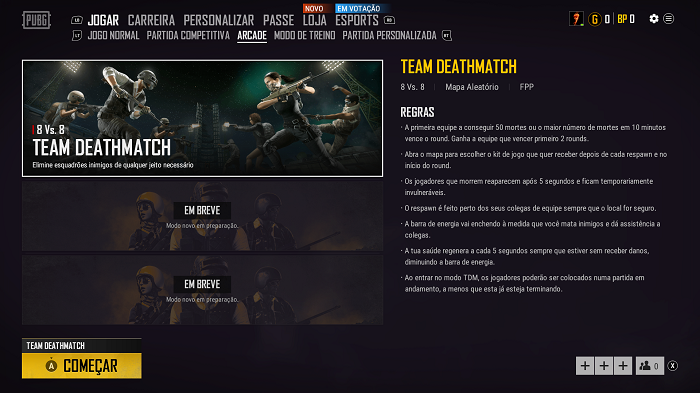 NOVO EM VOTAÇÃO
PUBG LB JOGAR CARREIRA PERSONALIZAR PASSE LOJA ESPORTS RB G 0 BP 0
LT JOGO NORMAL PARTIDA COMPETITIVA ARCADE MODO DE TREINO PARTIDA PERSONALIZADA RT
8 Vs. 8
TEAM DEATHMATCH
Elimine esquadrões inimigos de qualquer jeito necessário
EM BREVE
Modo novo em preparação...
EM BREVE
Modo novo em preparação...
TEAM DEATHMATCH
8 Vs. 8 Mapa Aleatório FPP
REGRAS
· A primeira equipe a conseguir 50 mortes ou o maior número de mortes em 10 minutos
vence o round. Ganha a equipe que vencer primeiro 2 rounds.
· Abra o mapa para escolher o kit de jogo que quer receber depois de cada respawn e no
início do round.
· Os jogadores que morrem reaparecem após 5 segundos e ficam temporariamente
invulneráveis.
· O respawn é feito perto dos seus colegas de equipe sempre que o local for seguro.
· A barra de energia vai enchendo à medida que você mata inimigos e dá assistência a
colegas.
· A tua saúde regenera a cada 5 segundos sempre que estiver sem receber danos,
diminuindo a barra de energia.
· Ao entrar no modo TDM, os jogadores poderão ser colocados numa partida em
andamento, a menos que esta já esteja terminando.
TEAM DEATHMATCH
A COMEÇAR
+ + + 0 X